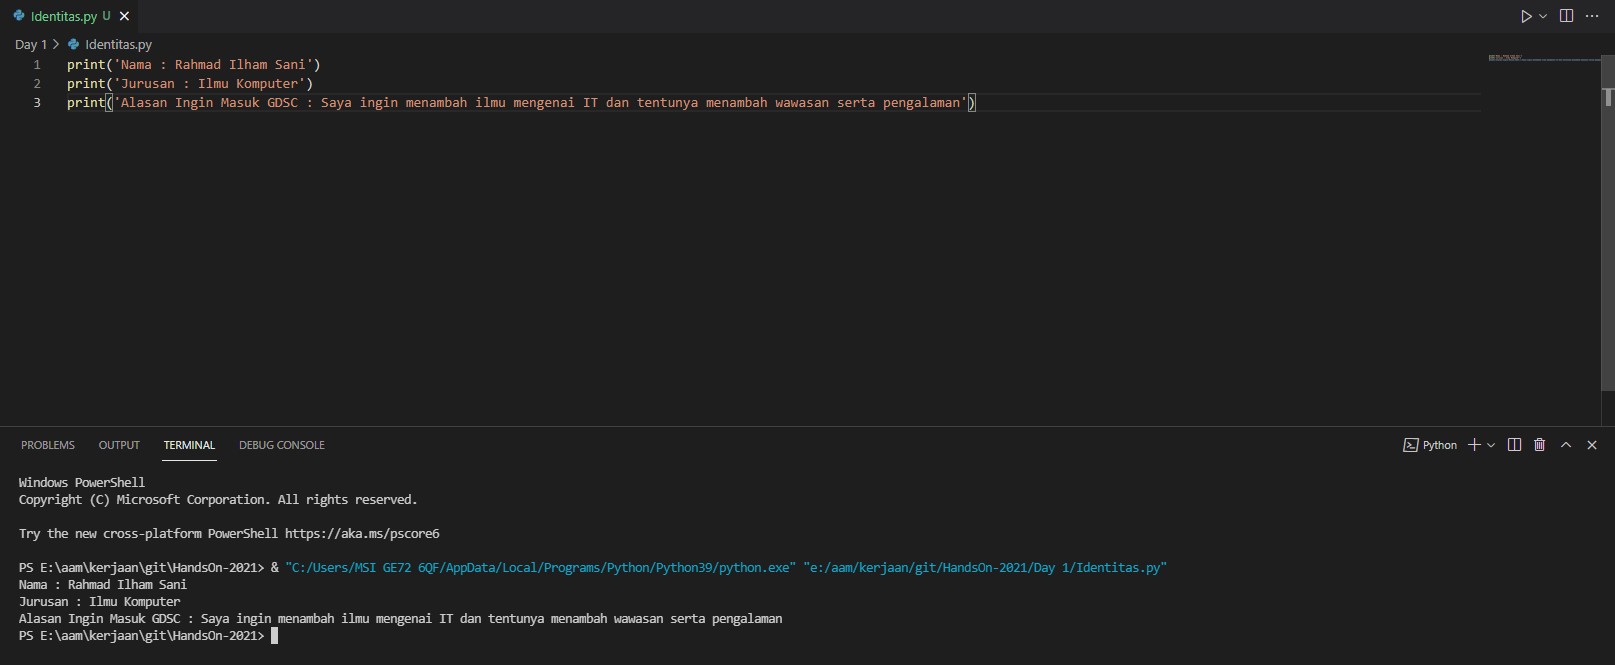 Identitas.py U
Day 1 > Identitas.py
1 print('Nama : Rahmad Ilham Sani')
2 print('Jurusan : Ilmu Komputer')
3 print('Alasan Ingin Masuk GDSC : Saya ingin menambah ilmu mengenai IT dan tentunya menambah wawasan serta pengalaman')
PROBLEMS OUTPUT TERMINAL DEBUG CONSOLE Python
Windows PowerShell
Copyright (C) Microsoft Corporation. All rights reserved.
Try the new cross-platform PowerShell https://aka.ms/pscore6
PS E:\aam\kerjaan\git\HandsOn-2021> & "C:/Users/MSI GE72 6QF/AppData/Local/Programs/Python/Python39/python.exe" "e:/aam/kerjaan/git/HandsOn-2021/Day 1/Identitas.py"
Nama : Rahmad Ilham Sani
Jurusan : Ilmu Komputer
Alasan Ingin Masuk GDSC : Saya ingin menambah ilmu mengenai IT dan tentunya menambah wawasan serta pengalaman
PS E:\aam\kerjaan\git\HandsOn-2021>